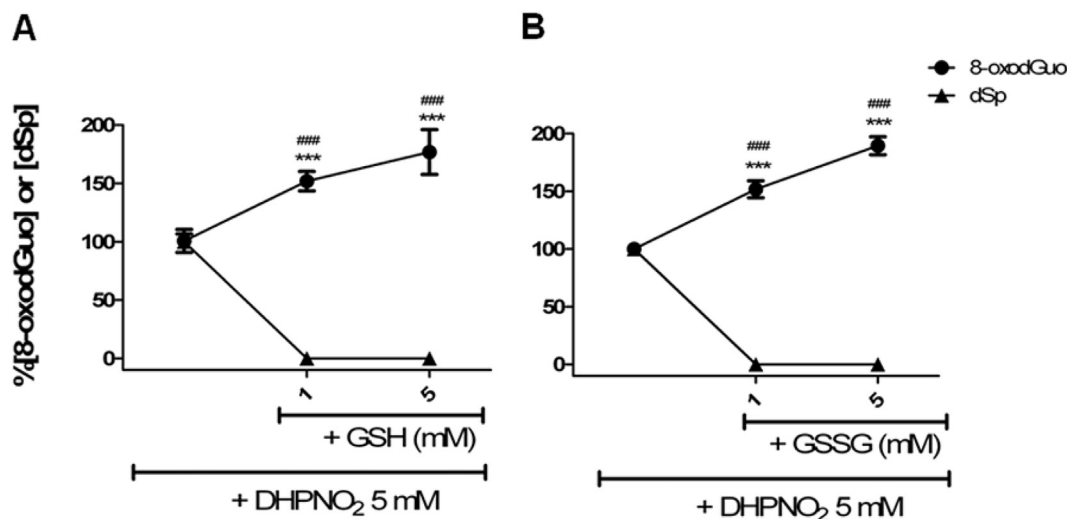 A
%[8-oxodGuo] or [dSp]
200
150
100
50
0
###
***
###
***
1
5
+ GSH (mM)
+ DHPNO₂ 5 mM
B
8-oxodGuo
dSp
200
150
100
50
0
###
***
###
***
1
5
+ GSSG (mM)
+ DHPNO₂ 5 mM